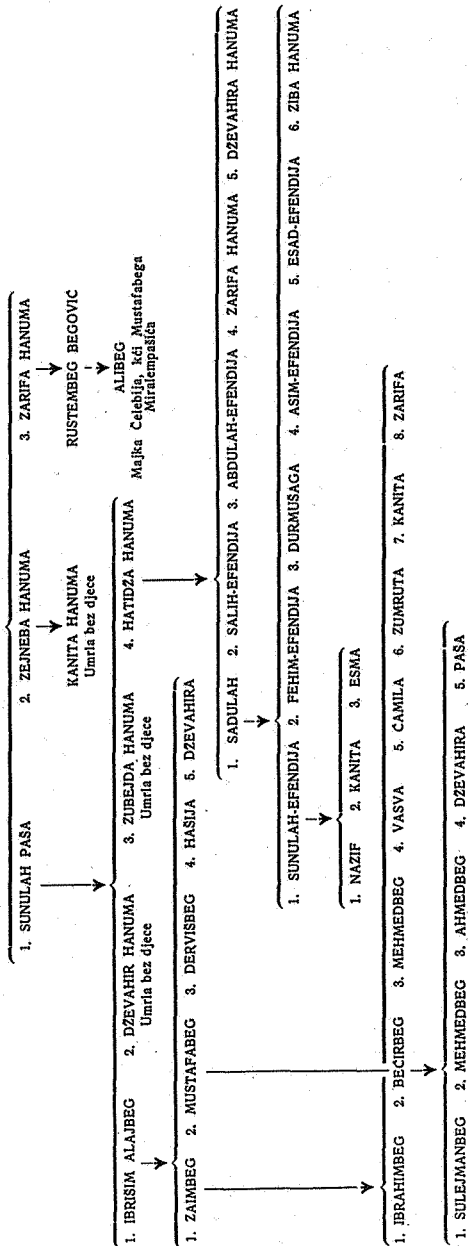 1. SUNULAH PAŠA 2. ZEJNEBA HANUMA 3. ZARIFA HANUMA
KANITA HANUMA
Umrla bez djece
RUSTEMBEG BEGOVIĆ
ALIBEG
Majka Čelebija, kći Mustafabega
Miralempašića
1. IBRIŠIM ALAJBEG 2. DŽEVAHIR HANUMA 3. ZUBEJDA HANUMA 4. HATIDŽA HANUMA
Umrla bez djece Umrla bez djece
1. ZAIMBEG 2. MUSTAFABEG 3. DERVIŠBEG 4. HAŠIJA 5. DŽEVAHIRA
1. SADULAH 2. SALIH-EFENDIJA 3. ABDULAH-EFENDIJA 4. ZARIFA HANUMA 5. DŽEVAHIRA HANUMA
1. SUNULAH-EFENDIJA 2. FEHIM-EFENDIJA 3. DURMUŠAGA 4. ASIM-EFENDIJA 5. ESAD-EFENDIJA 6. ZIBA HANUMA
1. NAZIF 2. KANITA 3. ESMA
1. IBRAHIMBEG 2. BEĆIRBEG 3. MEHMEDBEG 4. VASVA 5. ĆAMILA 6. ZUMRUTA 7. KANITA 8. ZARIFA
1. SULEJMANBEG 2. MEHMEDBEG 3. AHMEDBEG 4. DŽEVAHIRA 5. PAŠA